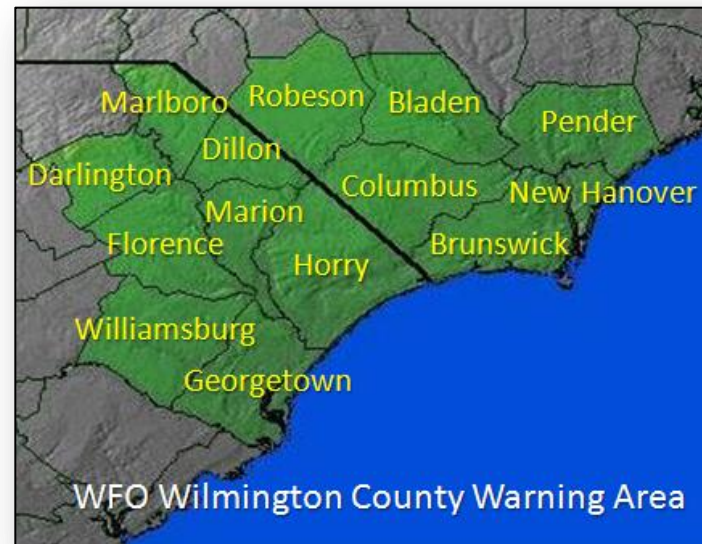 Marlboro
Robeson
Bladen
Pender
Dillon
Darlington
Columbus
New Hanover
Marion
Florence
Brunswick
Horry
Williamsburg
Georgetown
WFO Wilmington County Warning Area